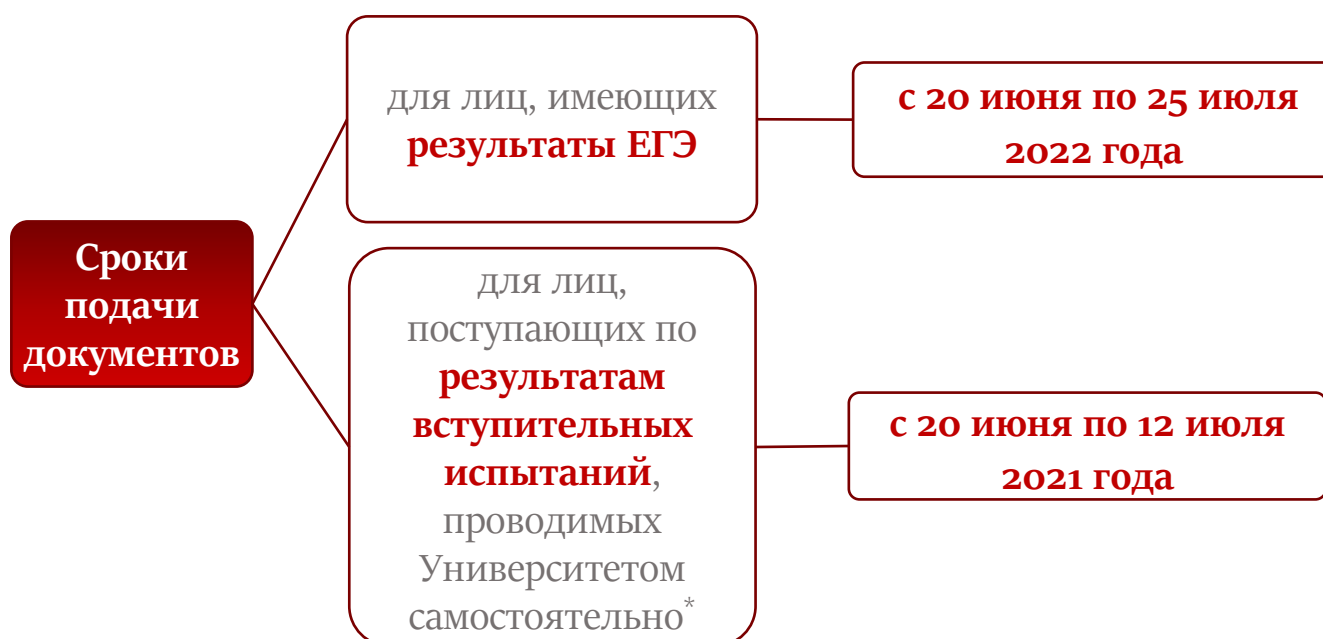 Сроки
подачи
документов
для лиц, имеющих
результаты ЕГЭ
с 20 июня по 25 июля
2022 года
для лиц,
поступающих по
результатам
вступительных
испытаний,
проводимых
Университетом
самостоятельно*
с 20 июня по 12 июля
2021 года